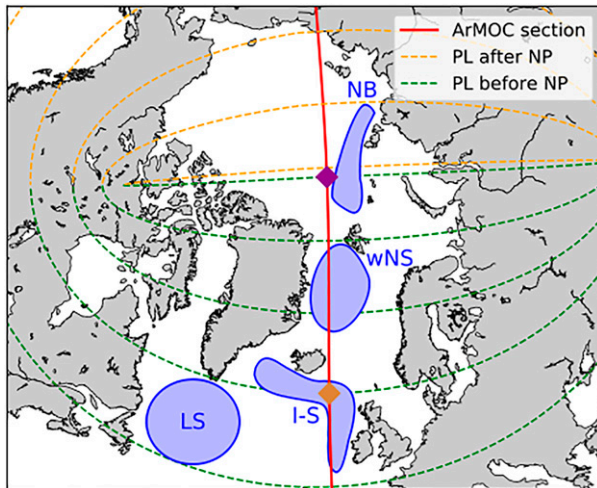 ArMOC section
PL after NP
PL before NP
NB
wNS
LS
I-S